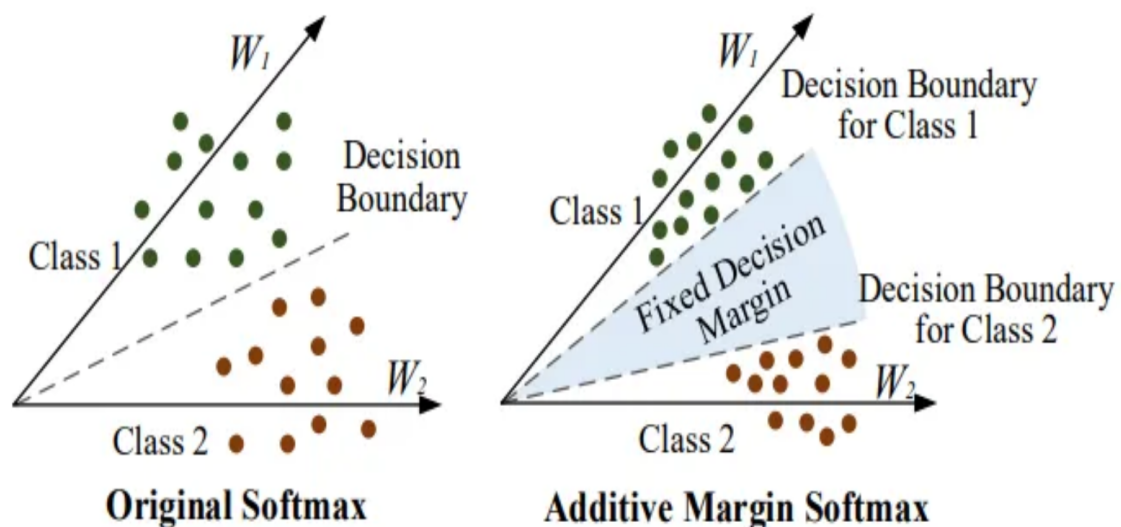 W₁
Decision
Boundary
Class 1
W₂
Class 2
Original Softmax
W₁
Decision Boundary
for Class 1
Class 1
Fixed Decision
Margin
Decision Boundary
for Class 2
W₂
Class 2
Additive Margin Softmax